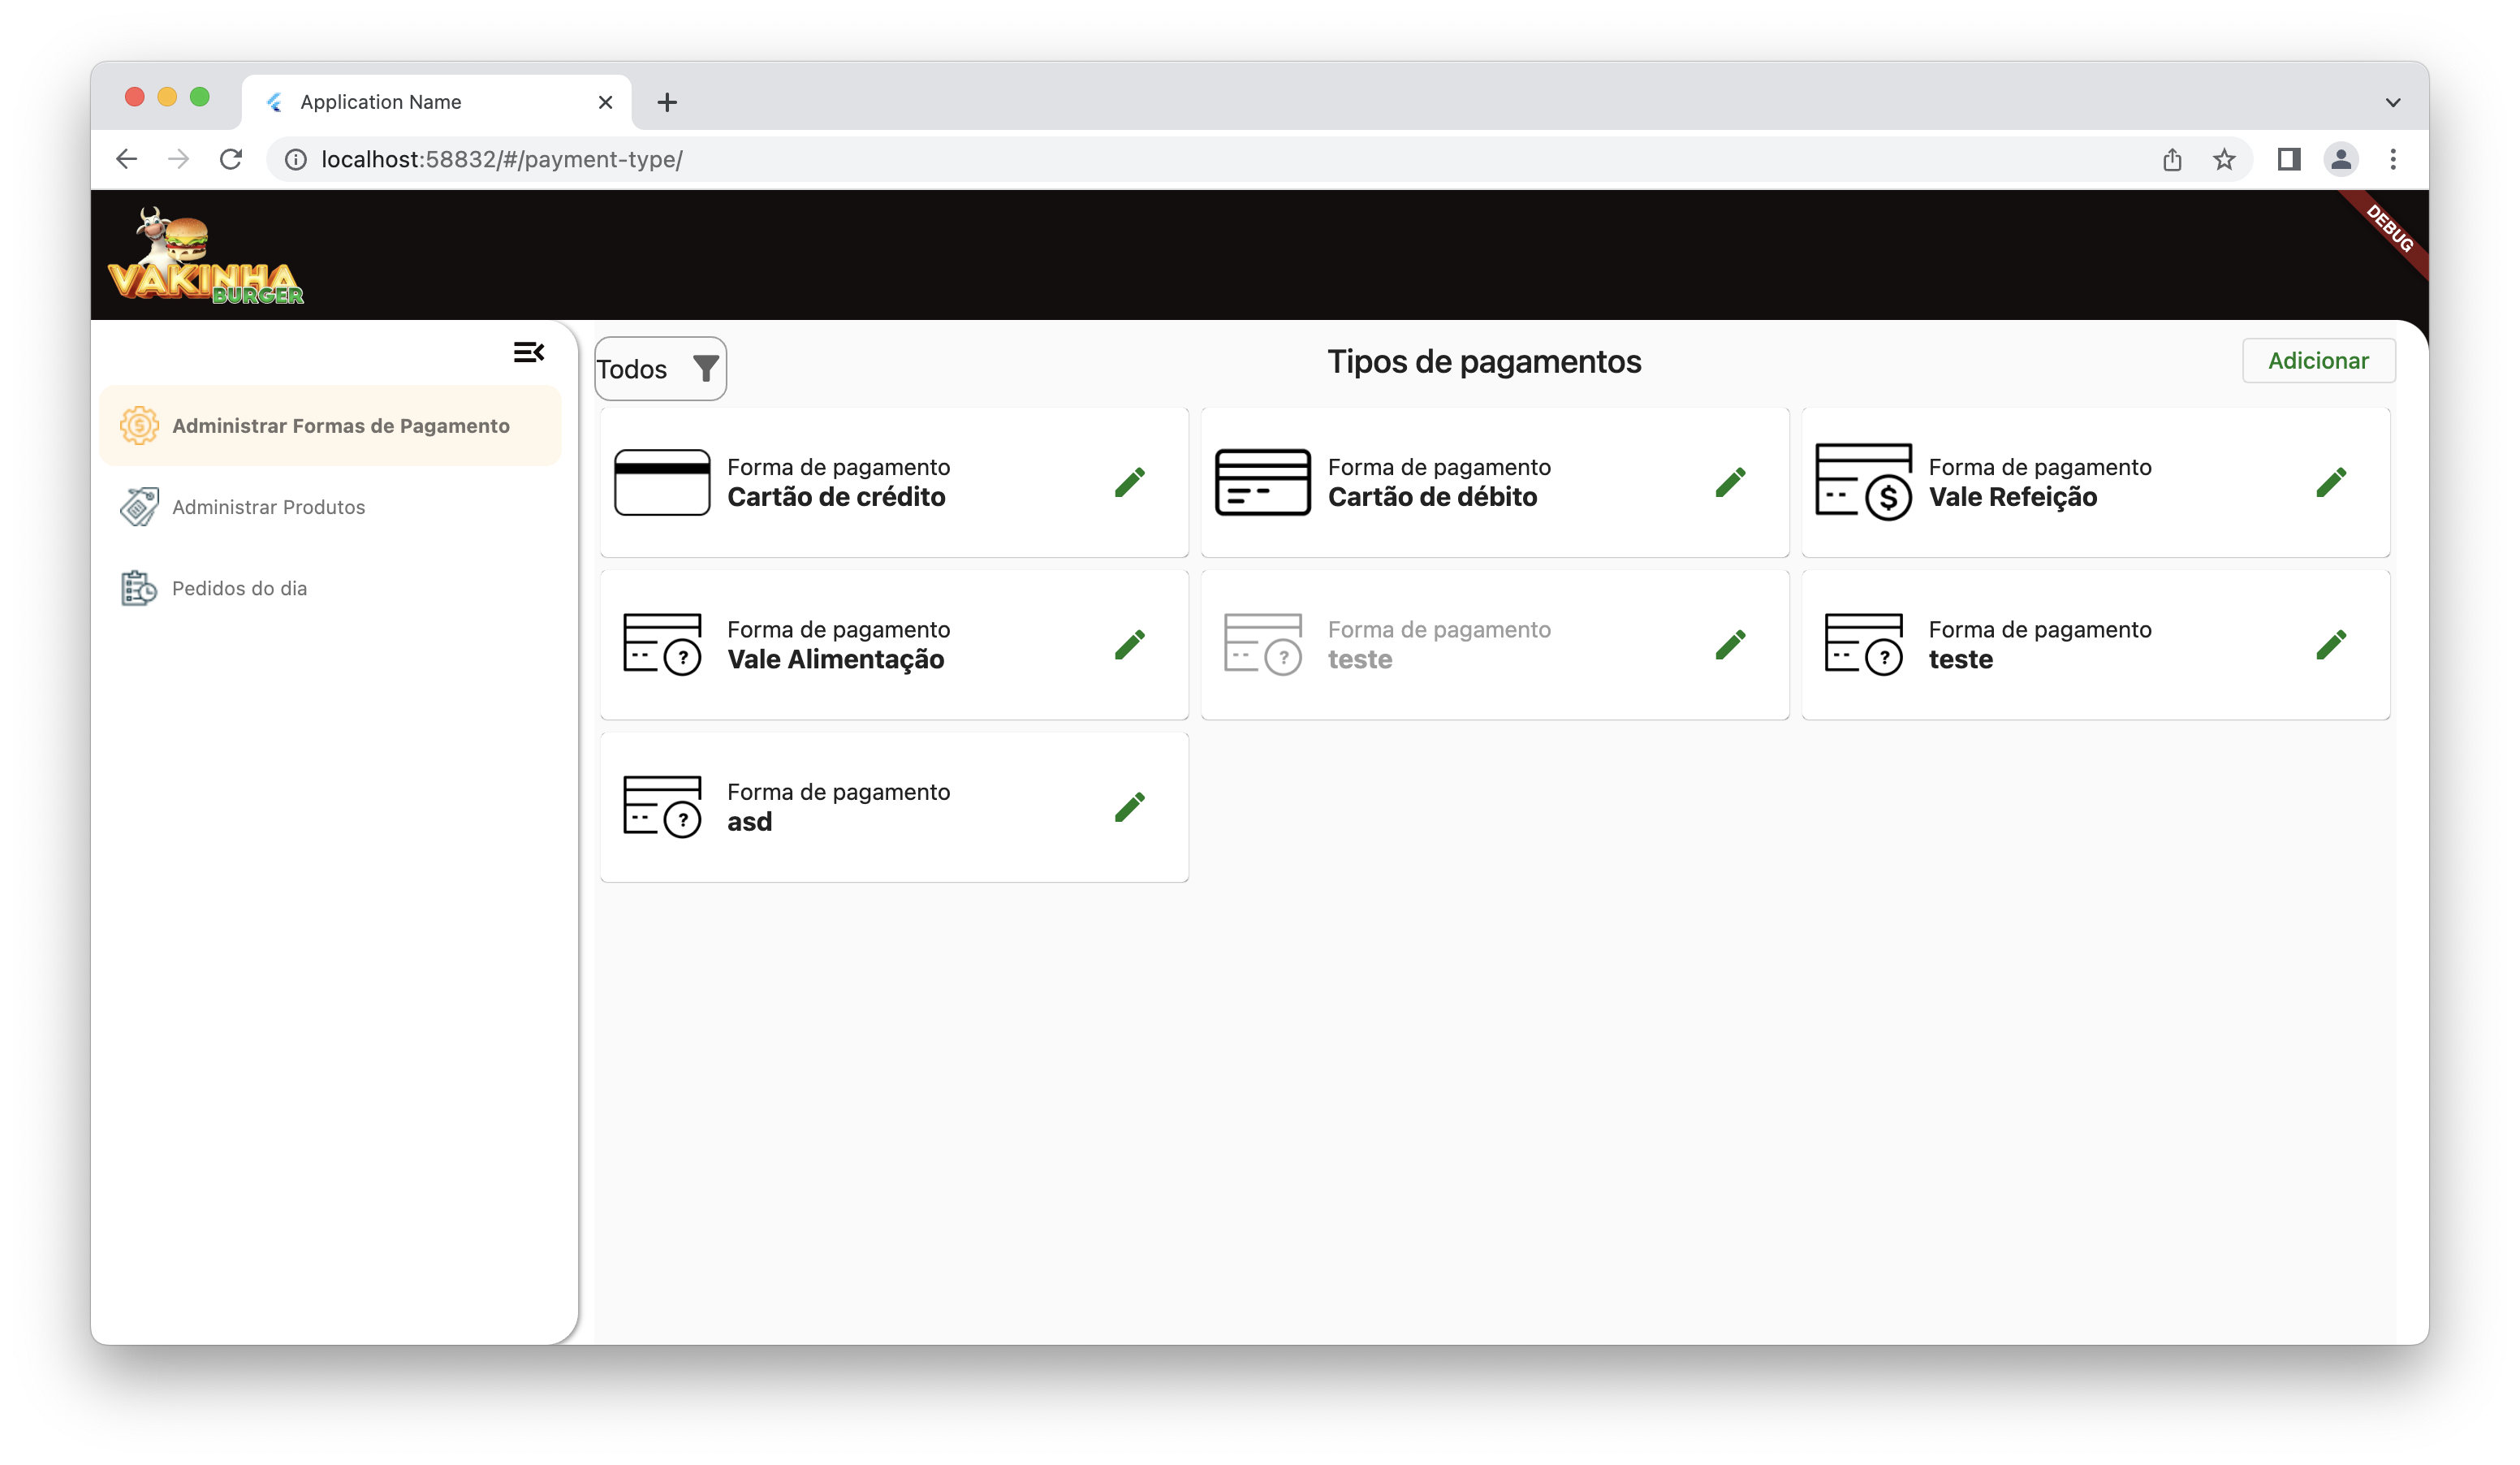 Application Name
localhost:58832/#/payment-type/
VAKINHA
BURGER
DEBUG
Todos
Tipos de pagamentos
Adicionar
Administrar Formas de Pagamento
Administrar Produtos
Pedidos do dia
Forma de pagamento
Cartão de crédito
Forma de pagamento
Cartão de débito
Forma de pagamento
Vale Refeição
Forma de pagamento
Vale Alimentação
Forma de pagamento
teste
Forma de pagamento
teste
Forma de pagamento
asd